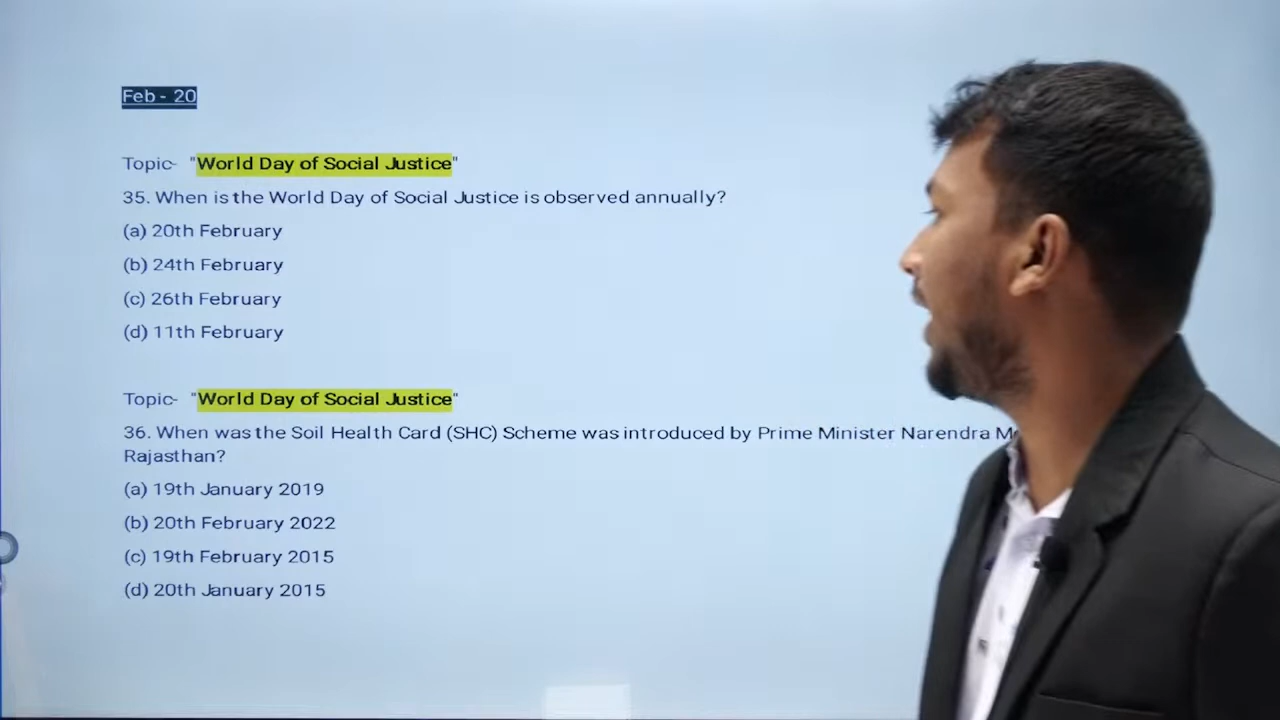 Feb - 20
Topic- "World Day of Social Justice"
35. When is the World Day of Social Justice is observed annually?
(a) 20th February
(b) 24th February
(c) 26th February
(d) 11th February
Topic- "World Day of Social Justice"
36. When was the Soil Health Card (SHC) Scheme was introduced by Prime Minister Narendra
Rajasthan?
(a) 19th January 2019
(b) 20th February 2022
(c) 19th February 2015
(d) 20th January 2015